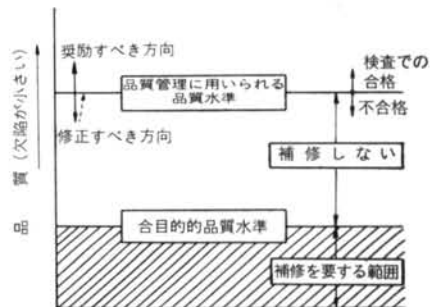 品質(欠陥が小さい)
奨励すべき方向
修正すべき方向
品質管理に用いられる
品質水準
検査での
合格
不合格
補修しない
合目的的品質水準
補修を要する範囲